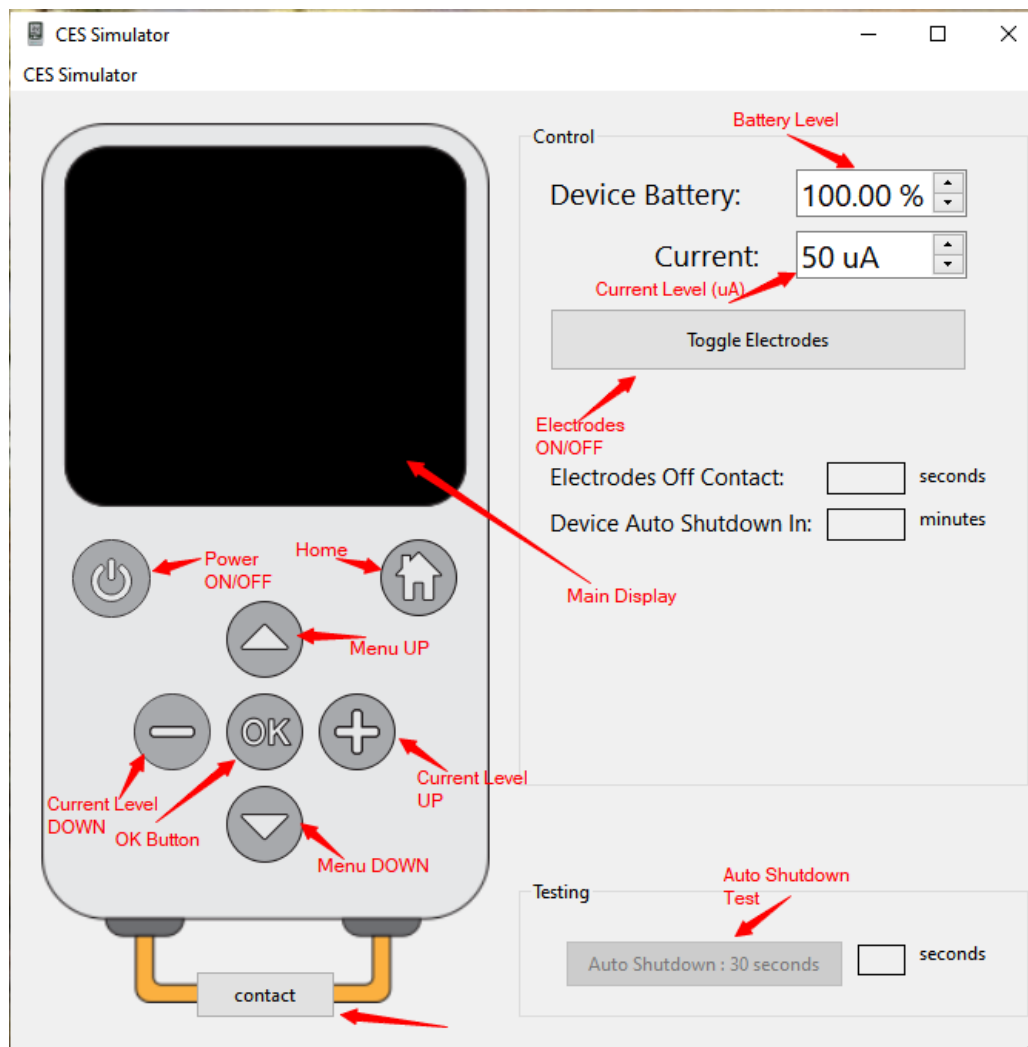 CES Simulator
CES Simulator
Control
Battery Level
Device Battery:
100.00 %
Current:
50 uA
Current Level (uA)
Toggle Electrodes
Electrodes
ON/OFF
Electrodes Off Contact:
seconds
Device Auto Shutdown In:
minutes
Main Display
Power
ON/OFF
Home
Menu UP
OK
Current Level
DOWN
OK Button
Current Level
UP
Menu DOWN
contact
Testing
Auto Shutdown
Test
Auto Shutdown : 30 seconds
seconds